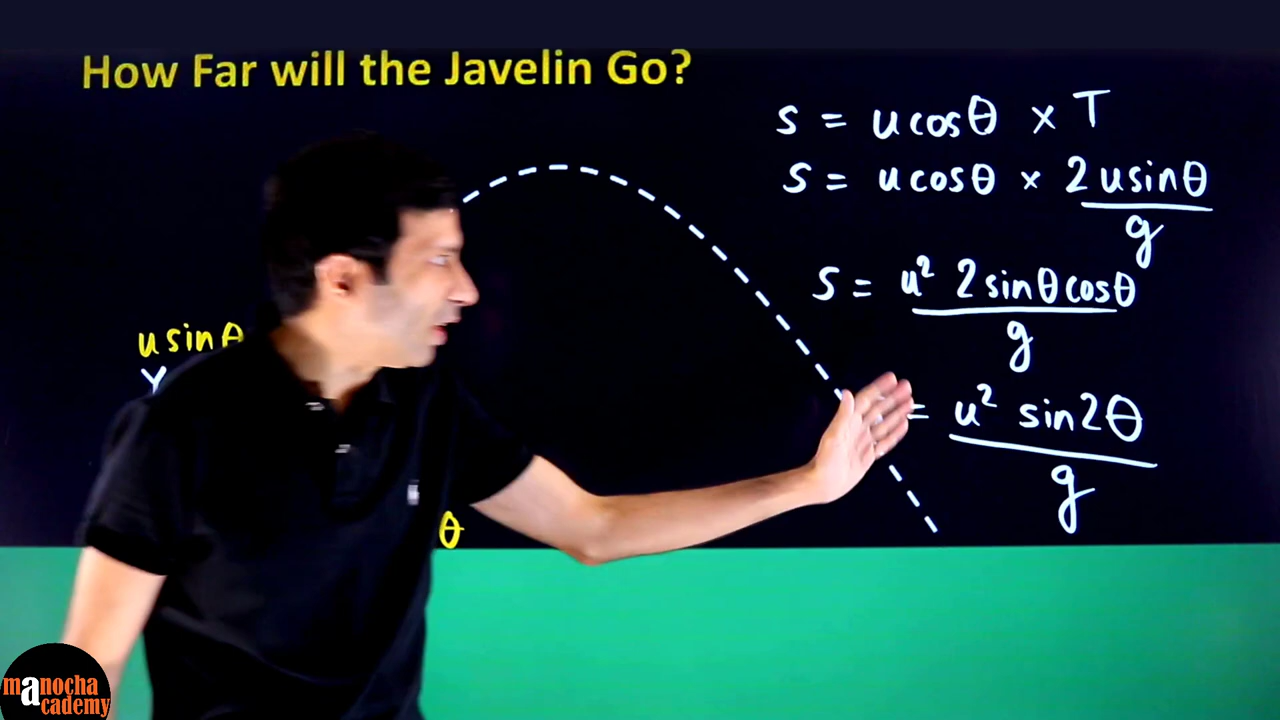 How Far will the Javelin Go?
s = u cosθ × T
s = u cosθ × 2 u sinθ
g
s = u² 2 sinθ cosθ
g
u sinθ
= u² sin2θ
g
θ
manocha
academy